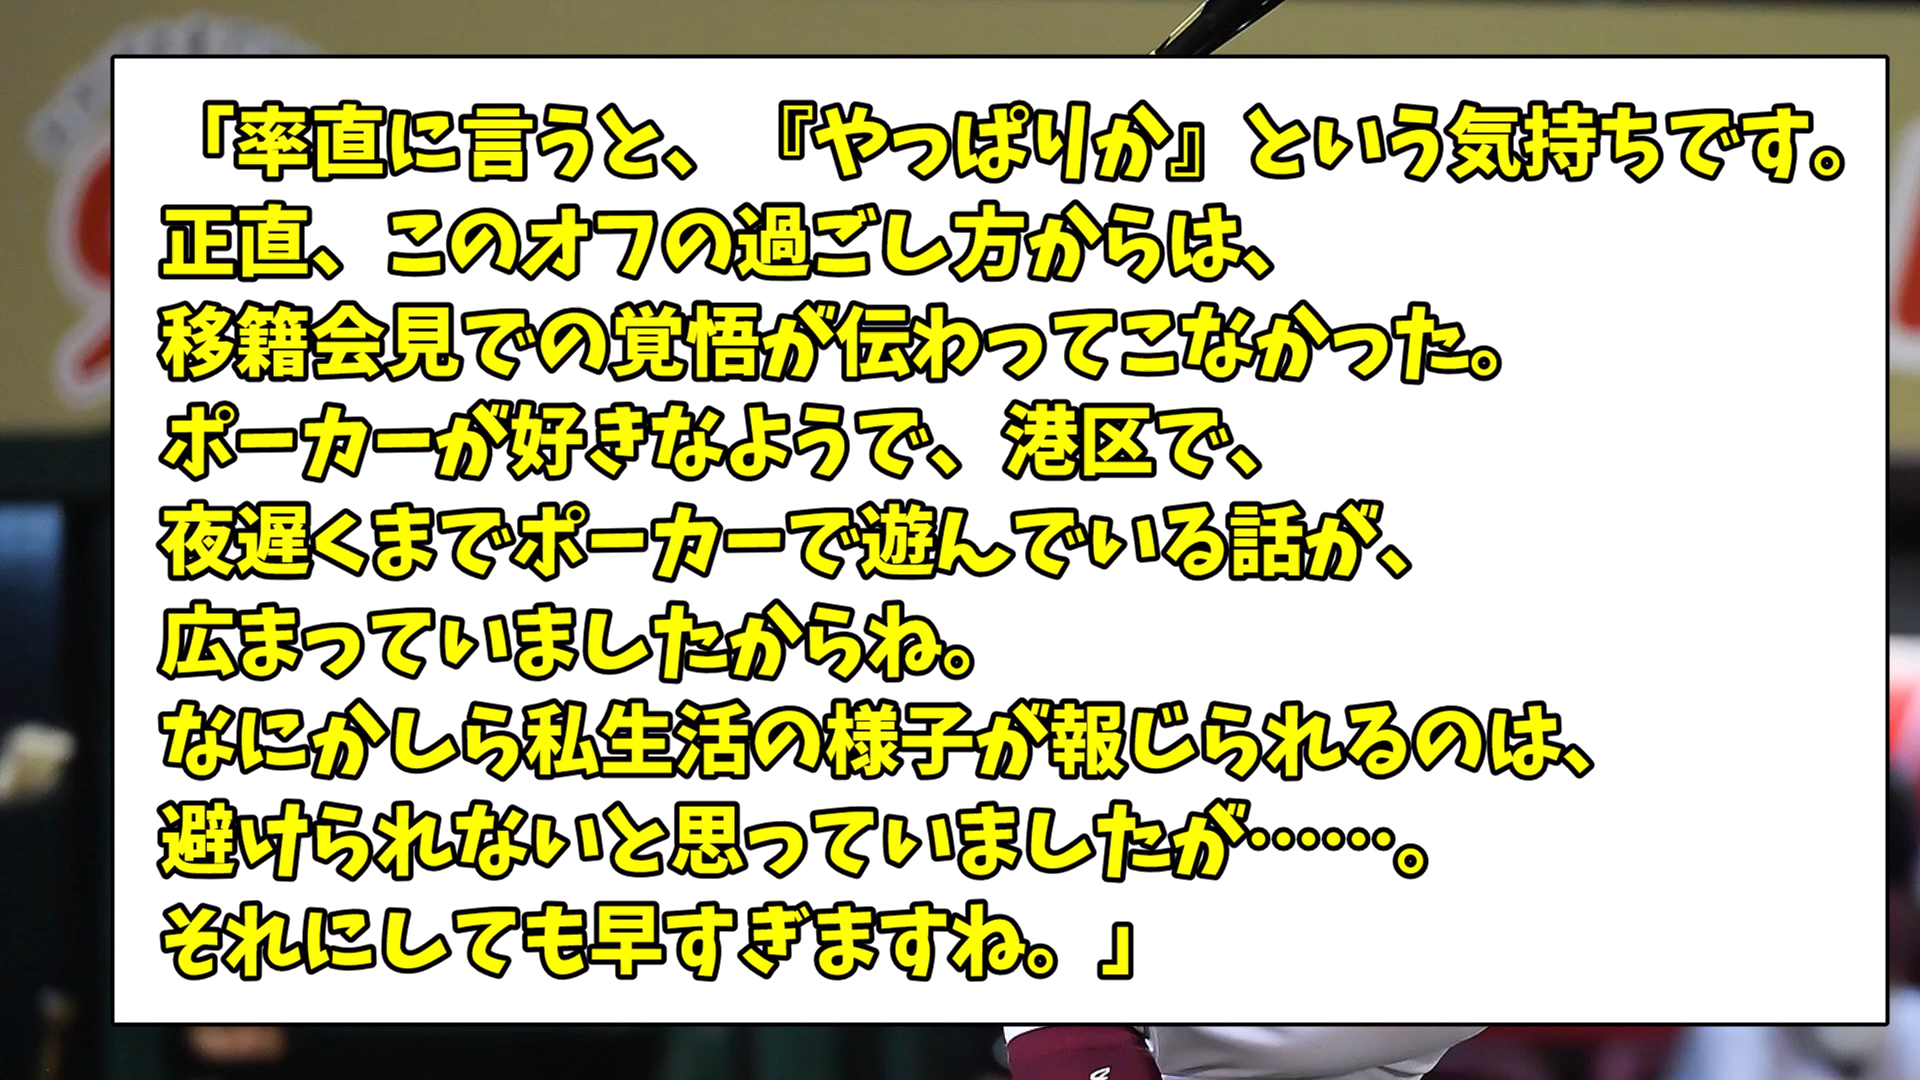 「率直に言うと、『やっぱりか』という気持ちです。
正直、このオフの過ごし方からは、
移籍会見での覚悟が伝わってこなかった。
ポーカーが好きなようで、港区で、
夜遅くまでポーカーで遊んでいる話が、
広まっていましたからね。
なにかしら私生活の様子が報じられるのは、
避けられないと思っていましたが……。
それにしても早すぎますね。」